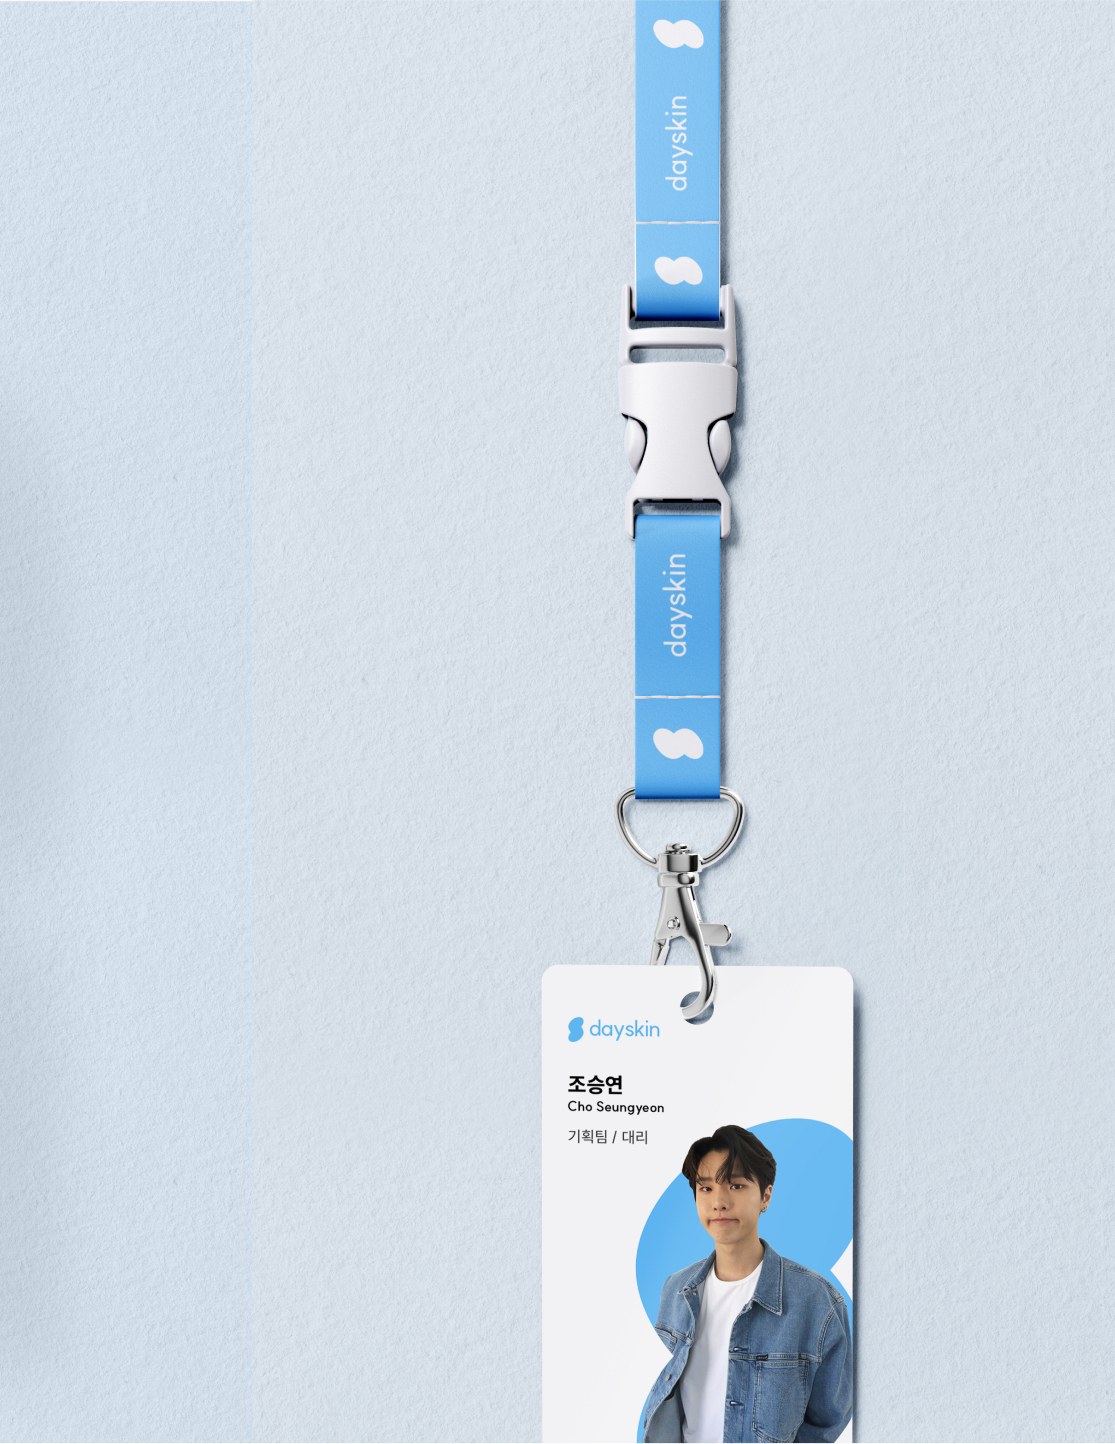 dayskin
dayskin
dayskin
조승연
Cho Seungyeon
기획팀 / 대리